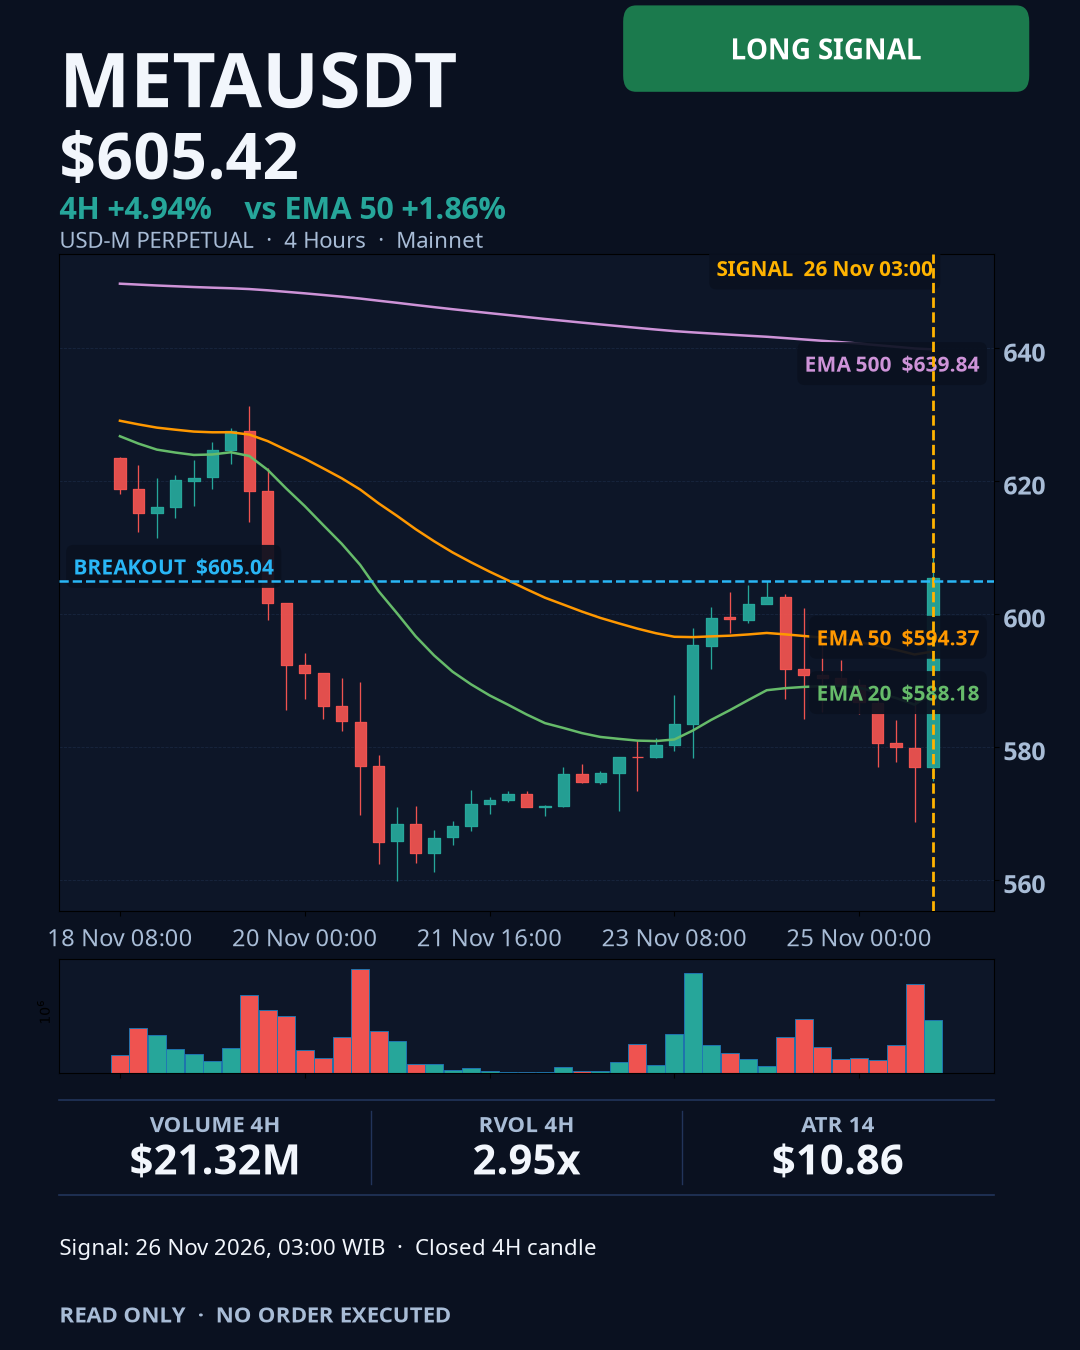 LONG SIGNAL
METAUSDT
$605.42
4H +4.94% vs EMA 50 +1.86%
USD-M PERPETUAL · 4 Hours · Mainnet
SIGNAL 26 Nov 03:00
640
EMA 500 $639.84
620
BREAKOUT $605.04
600
EMA 50 $594.37
EMA 20 $588.18
580
560
18 Nov 08:00 20 Nov 00:00 21 Nov 16:00 23 Nov 08:00 25 Nov 00:00
10⁶
VOLUME 4H RVOL 4H ATR 14
$21.32M 2.95x $10.86
Signal: 26 Nov 2026, 03:00 WIB · Closed 4H candle
READ ONLY · NO ORDER EXECUTED